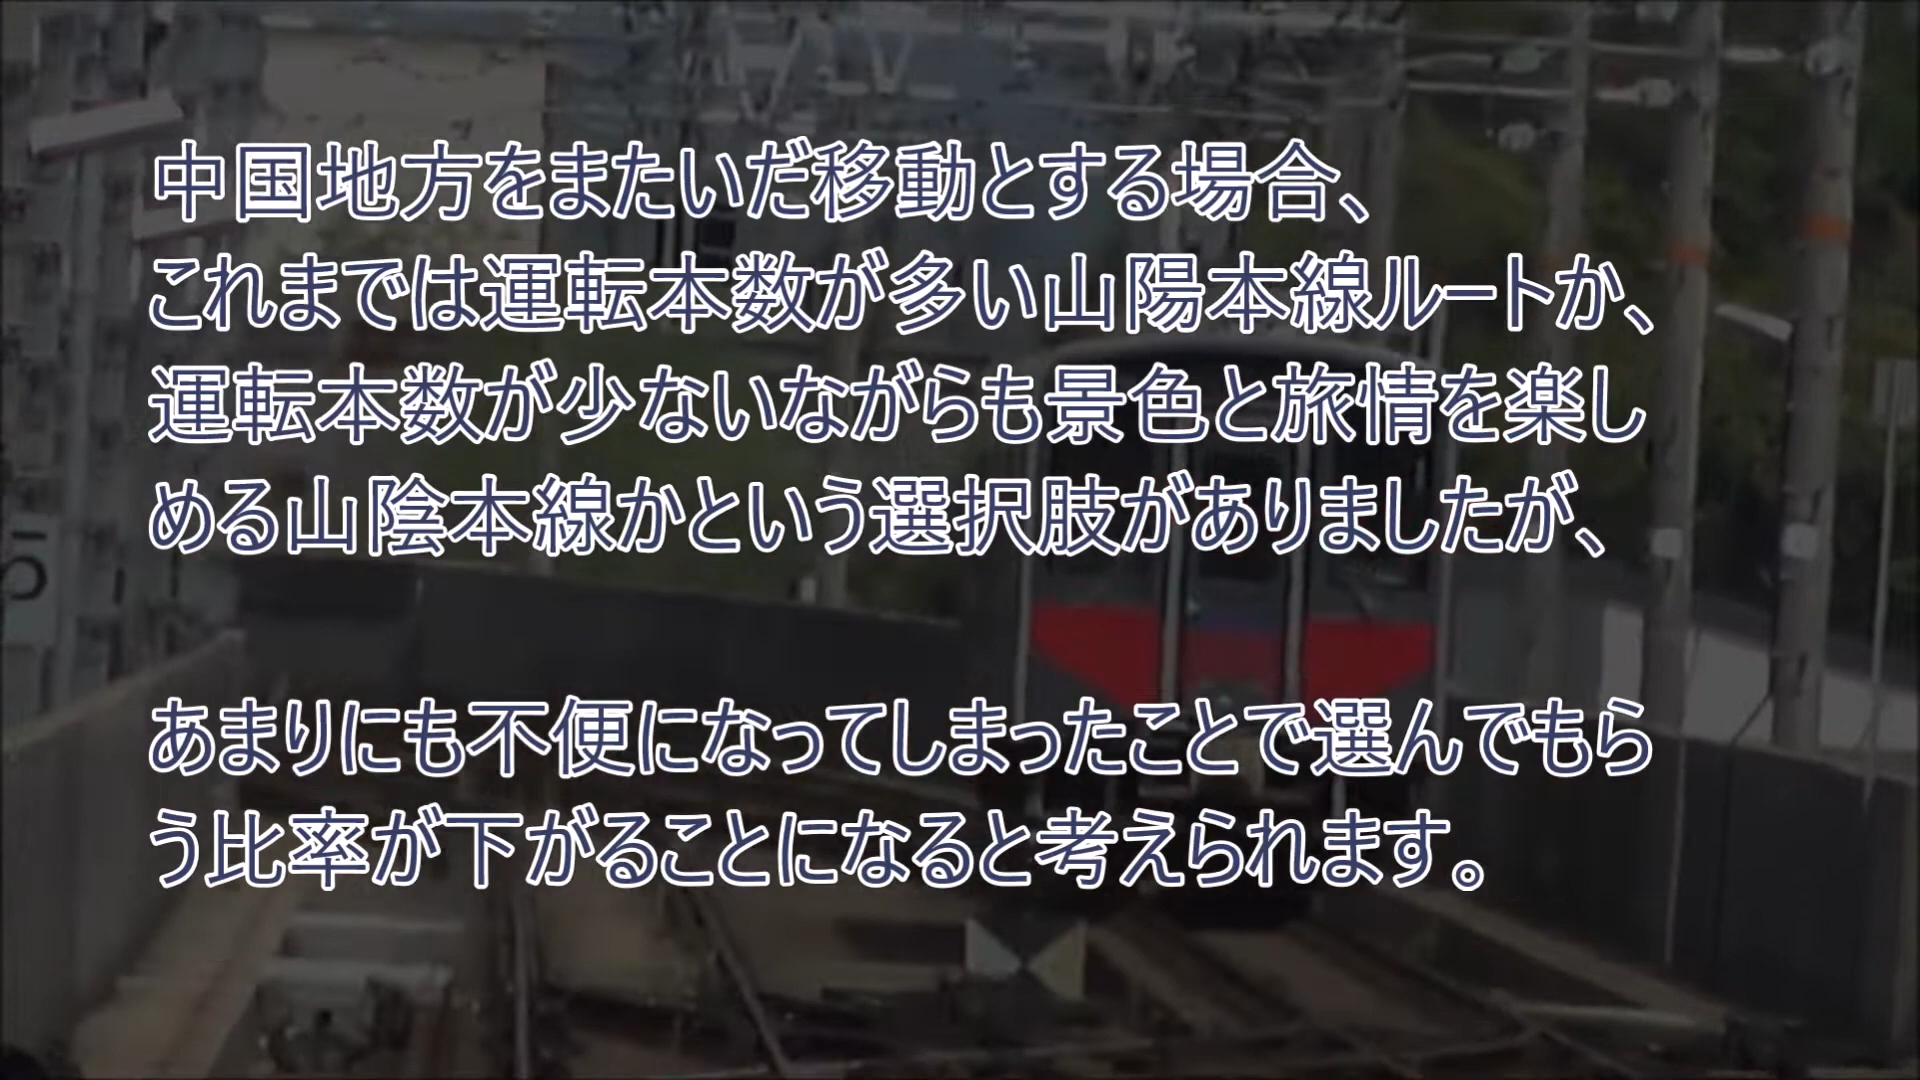 中国地方をまたいだ移動とする場合、
これまでは運転本数が多い山陽本線ルートか、
運転本数が少ないながらも景色と旅情を楽し
める山陰本線かという選択肢がありましたが、
あまりにも不便になってしまったことで選んでもら
う比率が下がることになると考えられます。